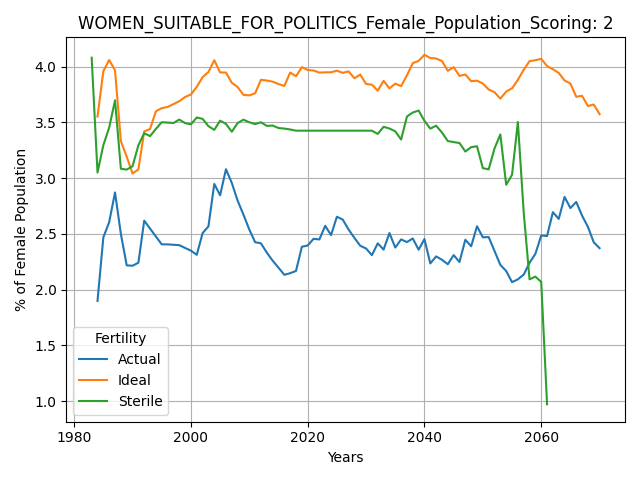 WOMEN_SUITABLE_FOR_POLITICS_Female_Population_Scoring: 2
% of Female Population
4.0
3.5
3.0
2.5
2.0
1.5
1.0
Fertility
Actual
Ideal
Sterile
1980
2000
2020
2040
2060
Years